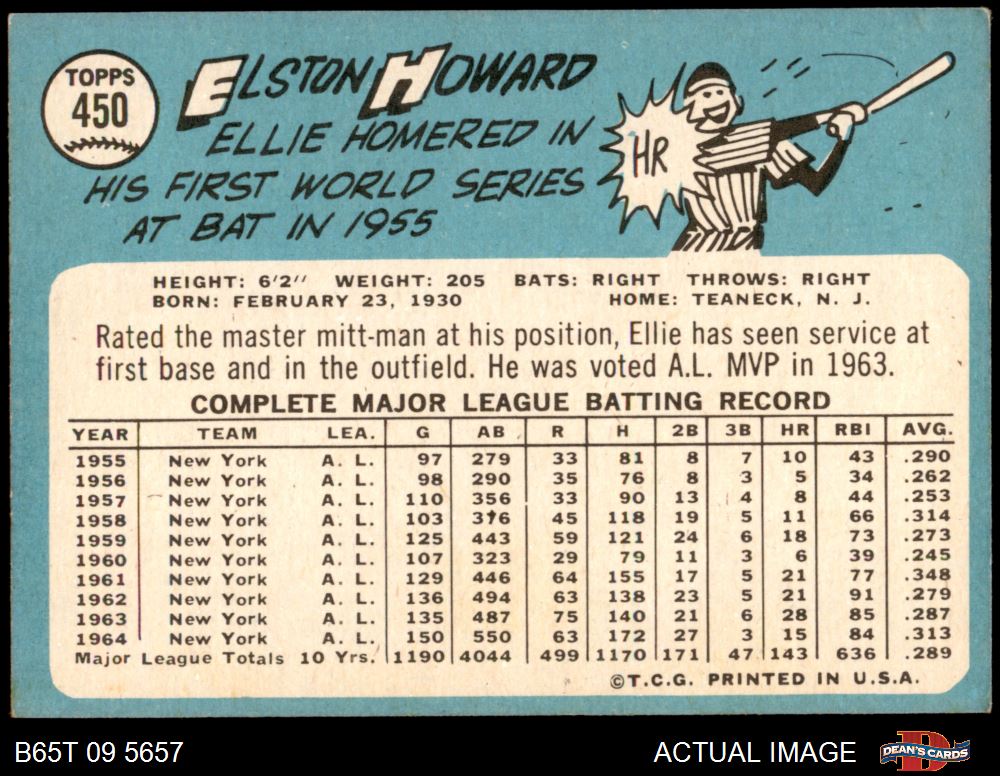 TOPPS
450
ELSTON HOWARD
ELLIE HOMERED IN
HIS FIRST WORLD SERIES
AT BAT IN 1955
HR
HEIGHT: 6'2" WEIGHT: 205 BATS: RIGHT THROWS: RIGHT
BORN: FEBRUARY 23, 1930 HOME: TEANECK, N. J.
Rated the master mitt-man at his position, Ellie has seen service at
first base and in the outfield. He was voted A.L. MVP in 1963.
COMPLETE MAJOR LEAGUE BATTING RECORD
YEAR TEAM LEA. G AB R H 2B 3B HR RBI AVG.
1955 New York A. L. 97 279 33 81 8 7 10 43 .290
1956 New York A. L. 98 290 35 76 8 3 5 34 .262
1957 New York A. L. 110 356 33 90 13 4 8 44 .253
1958 New York A. L. 103 376 45 118 19 5 11 66 .314
1959 New York A. L. 125 443 59 121 24 6 18 73 .273
1960 New York A. L. 107 323 29 79 11 3 6 39 .245
1961 New York A. L. 129 446 64 155 17 5 21 77 .348
1962 New York A. L. 136 494 63 138 23 5 21 91 .279
1963 New York A. L. 135 487 75 140 21 6 28 85 .287
1964 New York A. L. 150 550 63 172 27 3 15 84 .313
Major League Totals 10 Yrs. 1190 4044 499 1170 171 47 143 636 .289
©T.C.G. PRINTED IN U.S.A.
B65T 09 5657 ACTUAL IMAGE DEAN'S CARDS